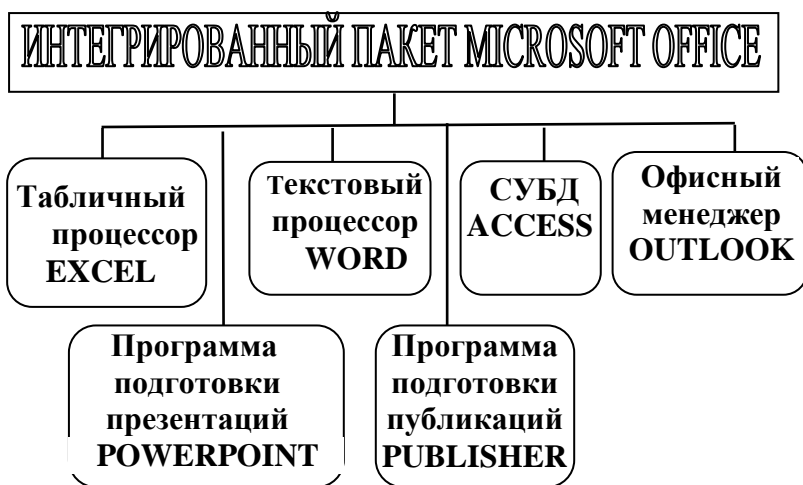 ИНТЕГРИРОВАННЫЙ ПАКЕТ MICROSOFT OFFICE
Табличный
процессор
EXCEL
Текстовый
процессор
WORD
СУБД
ACCESS
Офисный
менеджер
OUTLOOK
Программа
подготовки
презентаций
POWERPOINT
Программа
подготовки
публикаций
PUBLISHER